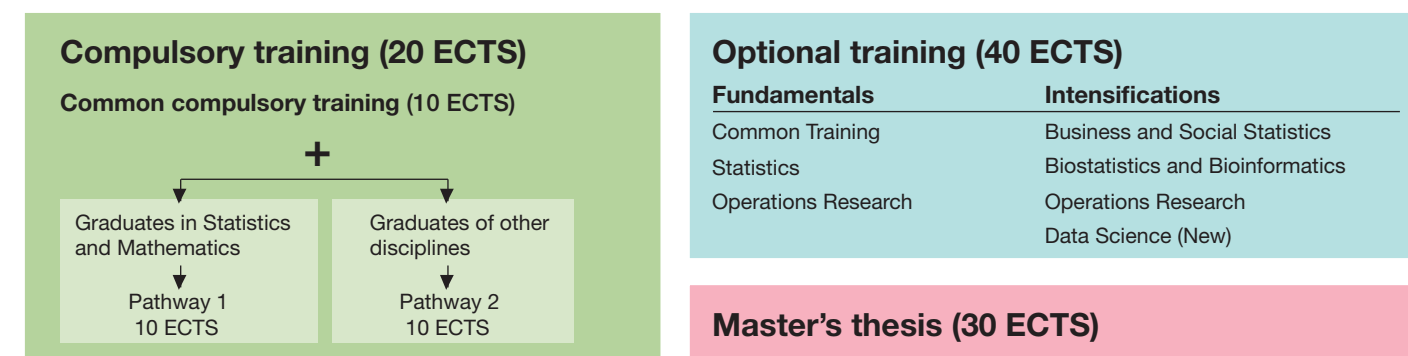 Compulsory training (20 ECTS)
Common compulsory training (10 ECTS)
+
Graduates in Statistics
and Mathematics
Pathway 1
10 ECTS
Graduates of other
disciplines
Pathway 2
10 ECTS
Optional training (40 ECTS)
Fundamentals
Common Training
Statistics
Operations Research
Intensifications
Business and Social Statistics
Biostatistics and Bioinformatics
Operations Research
Data Science (New)
Master’s thesis (30 ECTS)